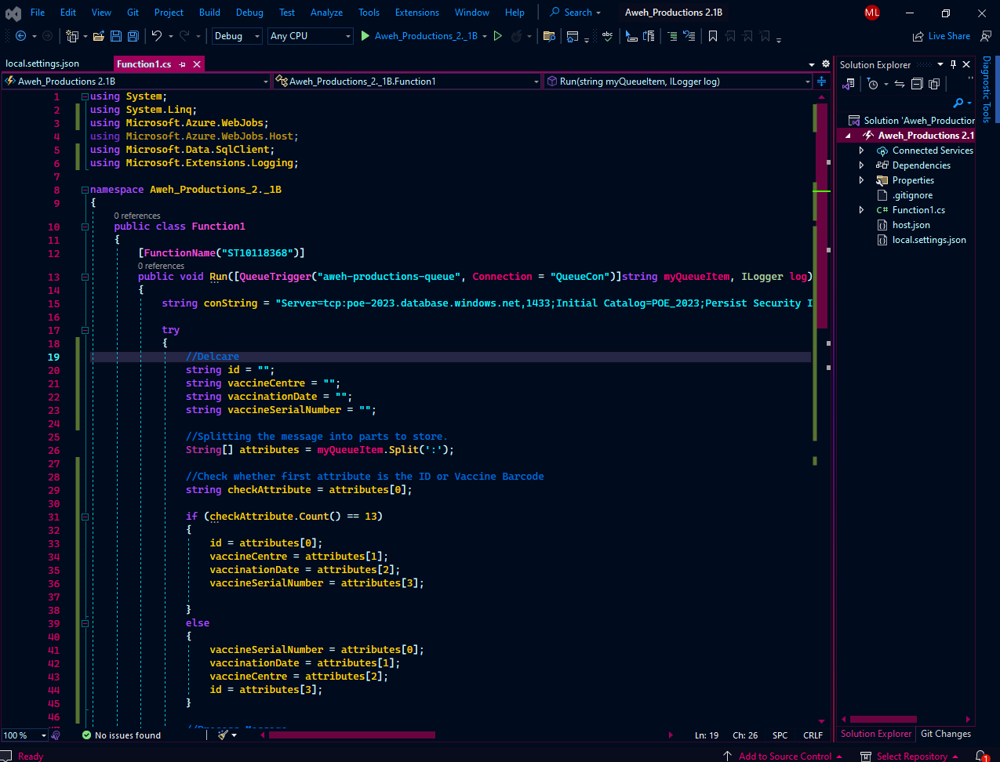 File Edit View Git Project Build Debug Test Analyze Tools Extensions Window Help Search Aweh_Productions 2.1B ML
Debug Any CPU Aweh_Productions_2._1B Live Share
local.settings.json Function1.cs
Aweh_Productions 2.1B Aweh_Productions_2._1B.Function1 Run(string myQueueItem, ILogger log)
1 using System;
2 using System.Linq;
3 using Microsoft.Azure.WebJobs;
4 using Microsoft.Azure.WebJobs.Host;
5 using Microsoft.Data.SqlClient;
6 using Microsoft.Extensions.Logging;
7
8 namespace Aweh_Productions_2._1B
9 {
0 references
10 public class Function1
11 {
12 [FunctionName("ST10118368")]
0 references
13 public void Run([QueueTrigger("aweh-productions-queue", Connection = "QueueCon")]string myQueueItem, ILogger log)
14 {
15 string conString = "Server=tcp:poe-2023.database.windows.net,1433;Initial Catalog=POE_2023;Persist Security I
16
17 try
18 {
19 //Delcare
20 string id = "";
21 string vaccineCentre = "";
22 string vaccinationDate = "";
23 string vaccineSerialNumber = "";
24
25 //Splitting the message into parts to store.
26 String[] attributes = myQueueItem.Split(':');
27
28 //Check whether first attribute is the ID or Vaccine Barcode
29 string checkAttribute = attributes[0];
30
31 if (checkAttribute.Count() == 13)
32 {
33 id = attributes[0];
34 vaccineCentre = attributes[1];
35 vaccinationDate = attributes[2];
36 vaccineSerialNumber = attributes[3];
37
38 }
39 else
40 {
41 vaccineSerialNumber = attributes[0];
42 vaccinationDate = attributes[1];
43 vaccineCentre = attributes[2];
44 id = attributes[3];
45 }
46
Solution Explorer
Solution 'Aweh_Production
Aweh_Productions 2.1
Connected Services
Dependencies
Properties
.gitignore
C# Function1.cs
host.json
local.settings.json
Diagnostic Tools
100 % No issues found Ln: 19 Ch: 26 SPC CRLF
Solution Explorer Git Changes
Ready Add to Source Control Select Repository 1